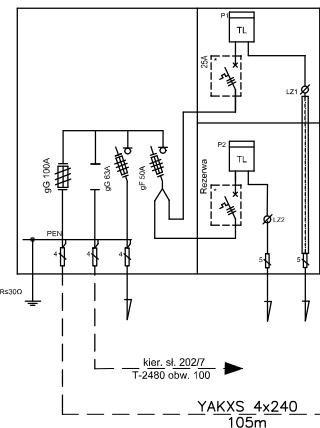 P1
TL
25A
*
LZ1
P2
TL
Rezerwa
*
LZ2
gG 100A
gG 63A
gF 50A
PEN
4
4
4
5
5
R≤30Ω
kier. sł. 202/7
T-2480 obw. 100
YAKXS 4x240
105m